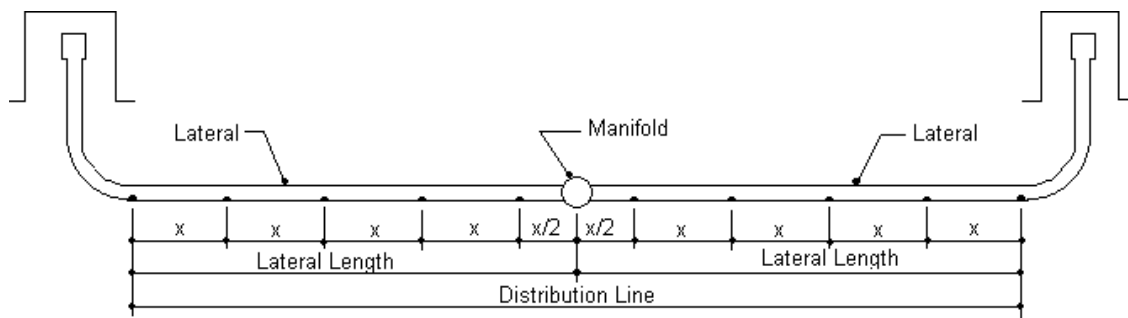 Lateral Manifold Lateral
x x x x x/2 x/2 x x x x
Lateral Length Lateral Length
Distribution Line